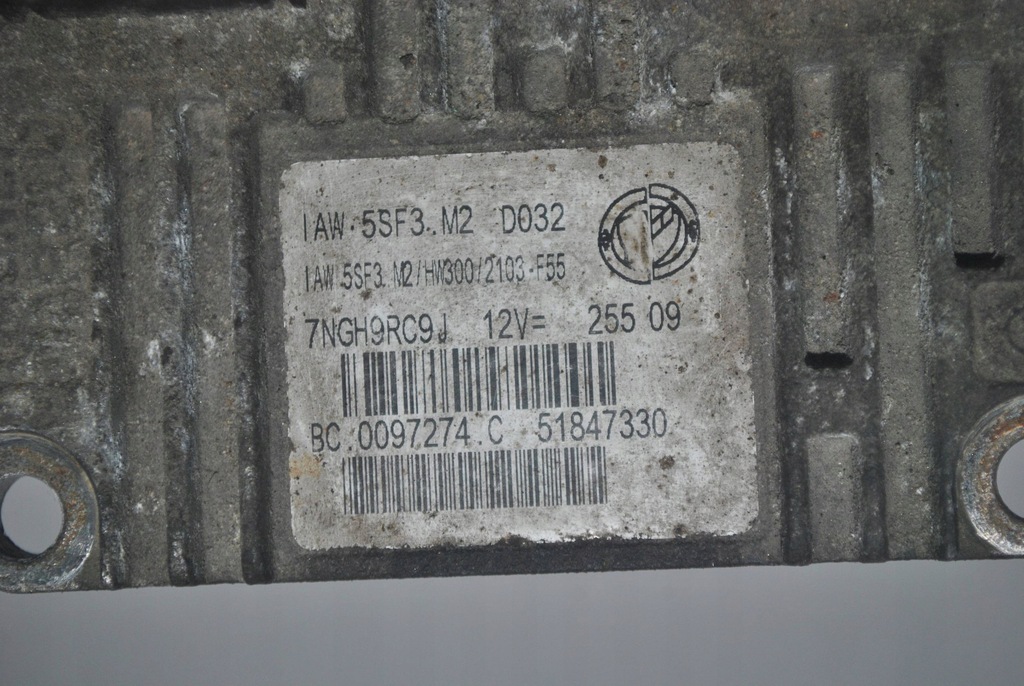 IAW.5SF3.M2 D032
IAW.5SF3.M2/HW300/2103-F55
7NGH9RC9J 12V= 255 09
BC.0097274.C 51847330